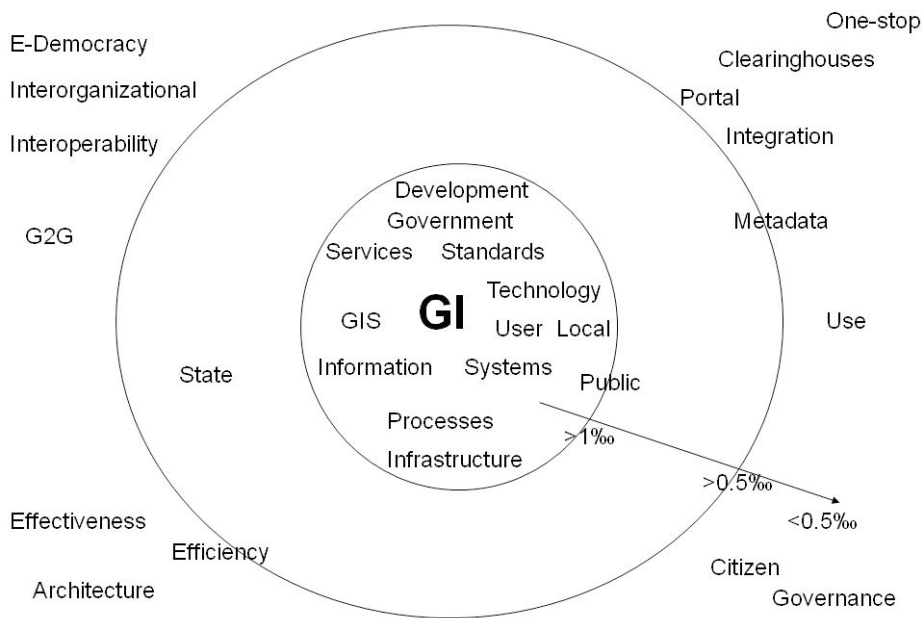 One-stop
E-Democracy
Clearinghouses
Interorganizational
Portal
Integration
Interoperability
Development
Government
Metadata
G2G
Services Standards
Technology
GI
GIS
User Local
Use
Information Systems
State
Public
Processes
>1‰
Infrastructure
>0.5‰
Effectiveness
<0.5‰
Efficiency
Citizen
Architecture
Governance